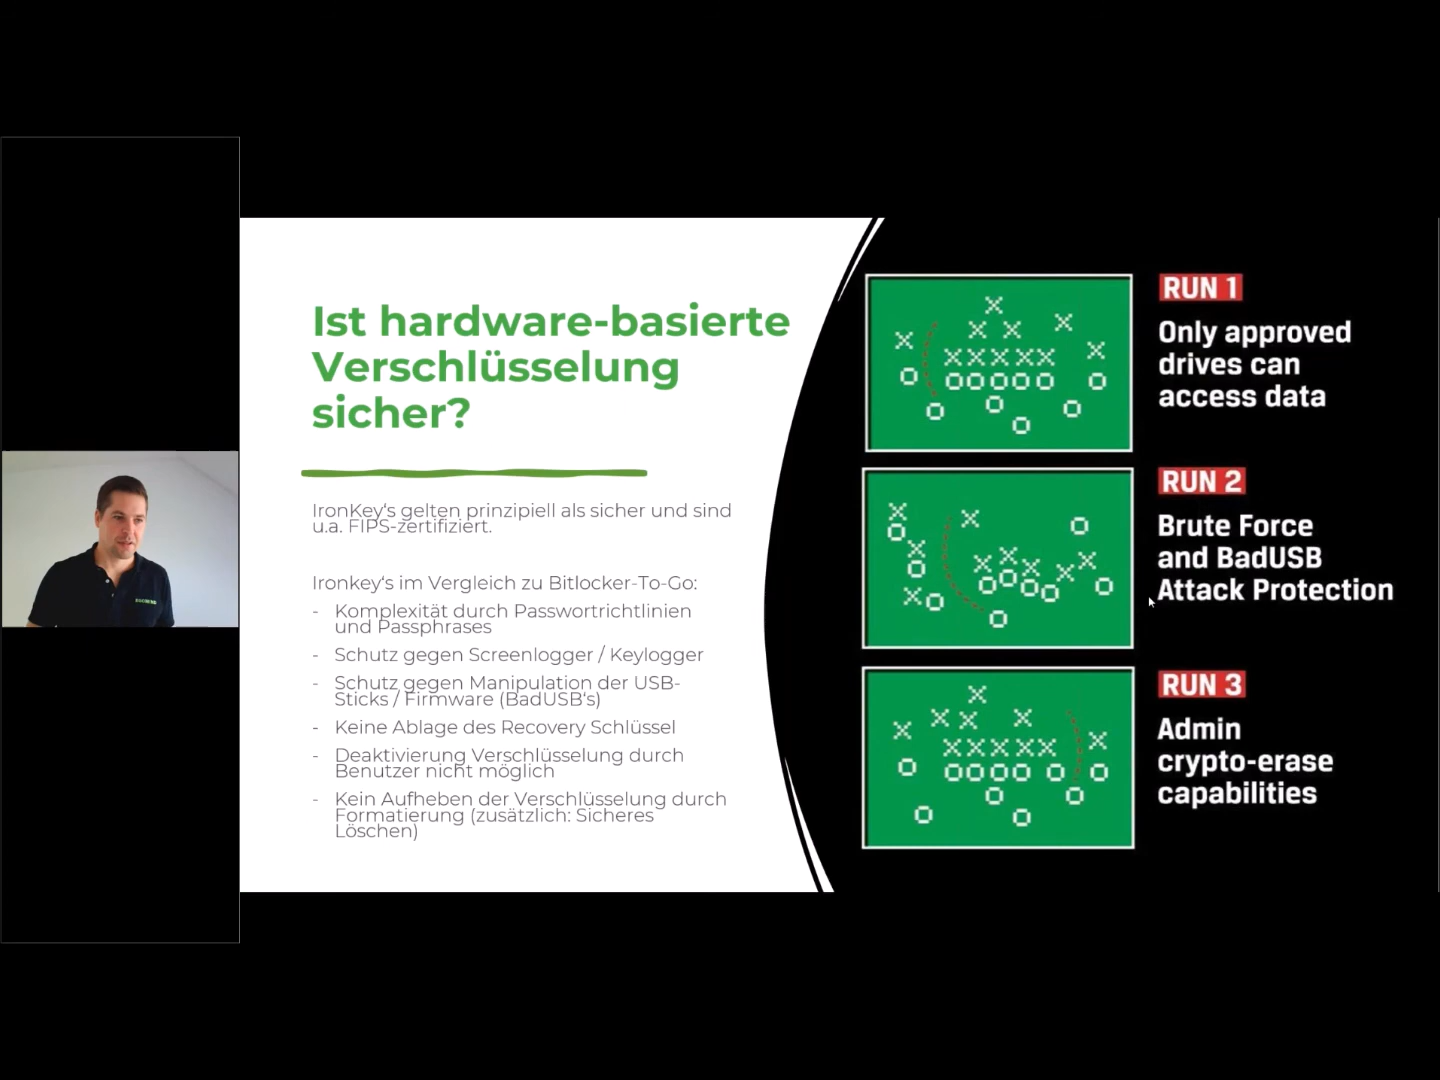 Ist hardware-basierte
Verschlüsselung
sicher?
IronKey's gelten prinzipiell als sicher und sind
u.a. FIPS-zertifiziert.
Ironkey's im Vergleich zu Bitlocker-To-Go:
- Komplexität durch Passwortrichtlinien
und Passphrases
- Schutz gegen Screenlogger / Keylogger
- Schutz gegen Manipulation der USB-
Sticks / Firmware (BadUSB's)
- Keine Ablage des Recovery Schlüssel
- Deaktivierung Verschlüsselung durch
Benutzer nicht möglich
- Kein Aufheben der Verschlüsselung durch
Formatierung (zusätzlich: Sicheres
Löschen)
RUN 1
Only approved
drives can
access data
RUN 2
Brute Force
and BadUSB
Attack Protection
RUN 3
Admin
crypto-erase
capabilities